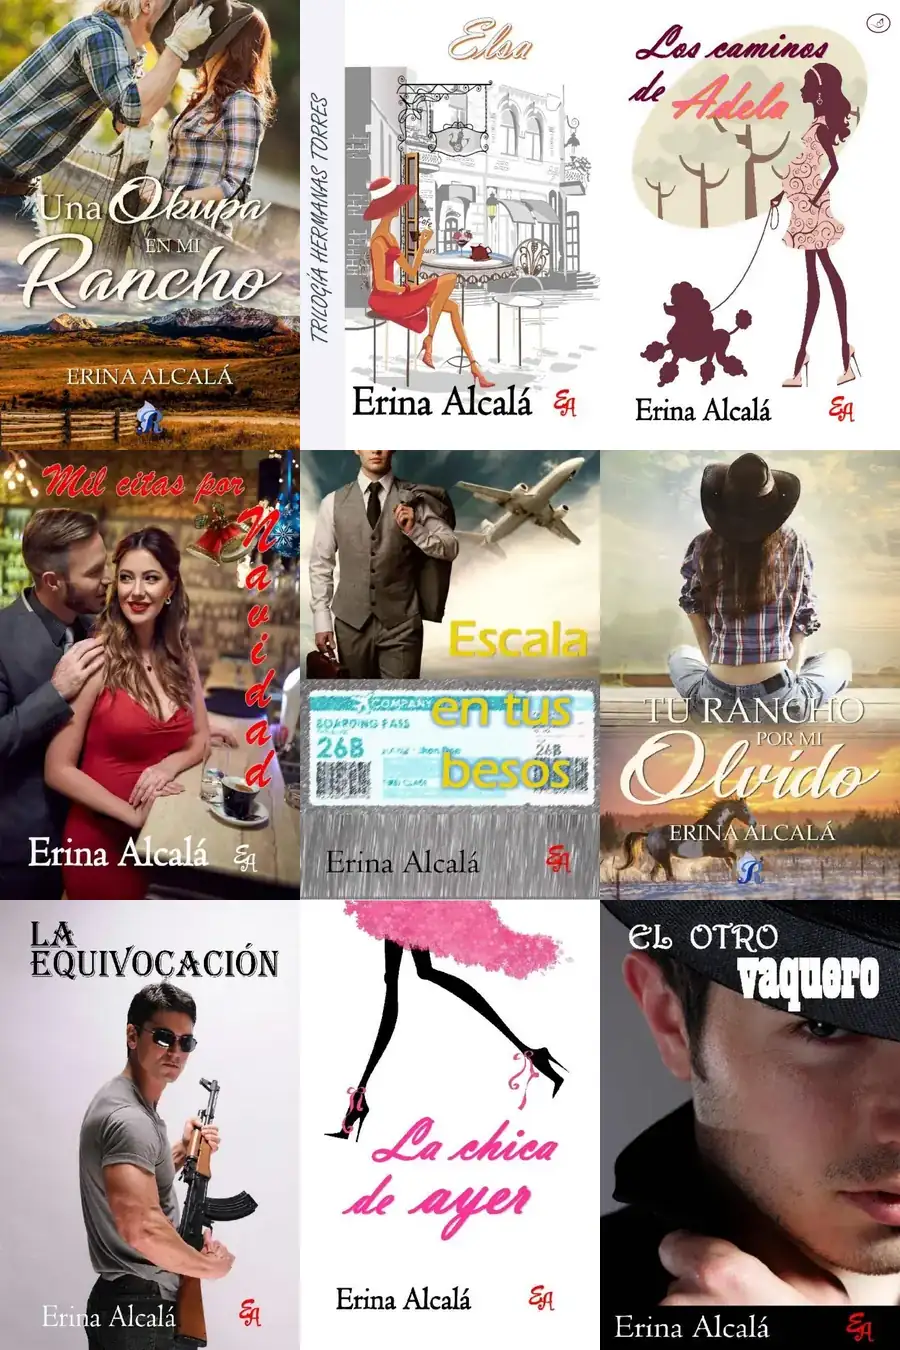 Una Okupa
EN MI
Rancho
ERINA ALCALÁ
R
TRILOGÍA HERMANAS TORRES
Elsa
Erina Alcalá
EA
Los caminos
de Adela
Erina Alcalá
EA
Mil citas por
Navidad
Erina Alcalá
EA
Escala
COMPANY
en tus
BOARDING PASS
26B
26B
besos
FIRST CLASS
Erina Alcalá
EA
TU RANCHO
POR MI
Olvido
ERINA ALCALÁ
R
LA
EQUIVOCACIÓN
Erina Alcalá
EA
La chica
de ayer
Erina Alcalá
EA
EL OTRO
vaquero
Erina Alcalá
EA